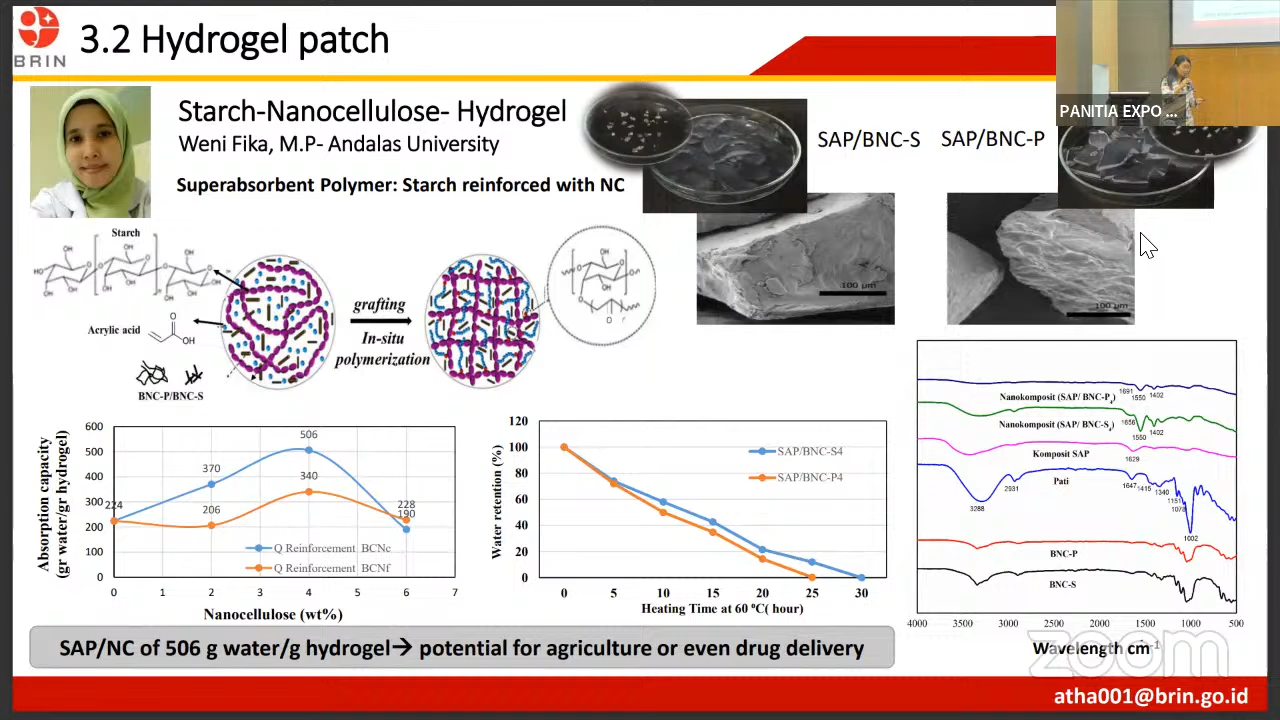 BRIN
3.2 Hydrogel patch
PANITIA EXPO ...
Starch-Nanocellulose- Hydrogel
Weni Fika, M.P- Andalas University
Superabsorbent Polymer: Starch reinforced with NC
SAP/BNC-S
SAP/BNC-P
Starch
Acrylic acid
BNC-P/BNC-S
grafting
In-situ
polymerization
100 µm
100 µm
Absorption capacity
(gr water/gr hydrogel)
600
500
400
300
200
100
0
224
370
506
190
206
340
228
Q Reinforcement BCNc
Q Reinforcement BCNf
0 1 2 3 4 5 6 7
Nanocellulose (wt%)
Water retention (%)
120
100
80
60
40
20
0
SAP/BNC-S4
SAP/BNC-P4
0 5 10 15 20 25 30
Heating Time at 60 ⁰C( hour)
1691
1550
1402
Nanokomposit (SAP/ BNC-P4)
1656
1550
1402
Nanokomposit (SAP/ BNC-S4)
Komposit SAP
1629
Pati
3288
2931
1647
1415
1340
1151
1078
1002
BNC-P
BNC-S
4000 3500 3000 2500 2000 1500 1000 500
Wavelength cm-1
SAP/NC of 506 g water/g hydrogel→ potential for agriculture or even drug delivery
zoom
atha001@brin.go.id